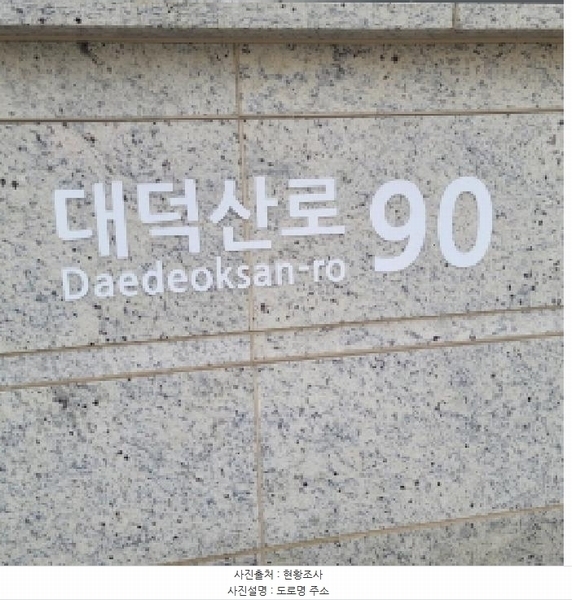 대덕산로 90
Daedeoksan-ro
사진출처 : 현황조사
사진설명 : 도로명 주소